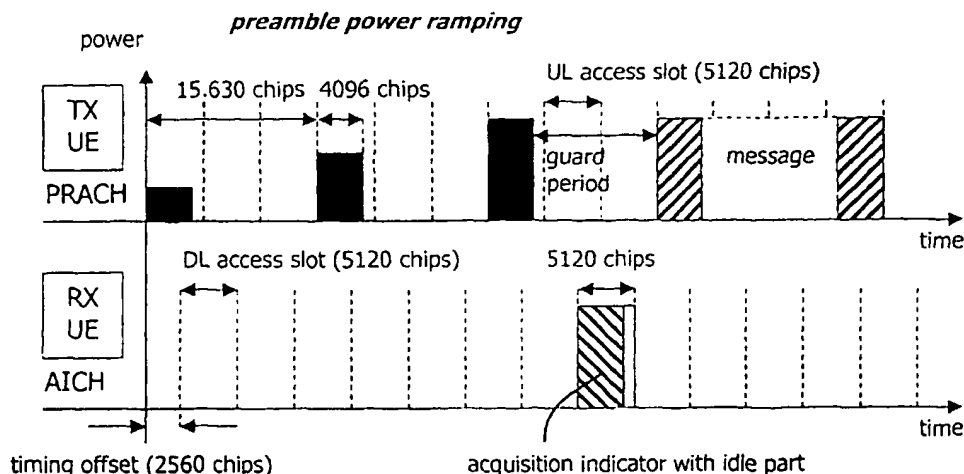 preamble power ramping
power
UL access slot (5120 chips)
15.630 chips 4096 chips
TX
UE
guard
period
message
PRACH
time
DL access slot (5120 chips)
5120 chips
RX
UE
AICH
time
timing offset (2560 chips)
acquisition indicator with idle part